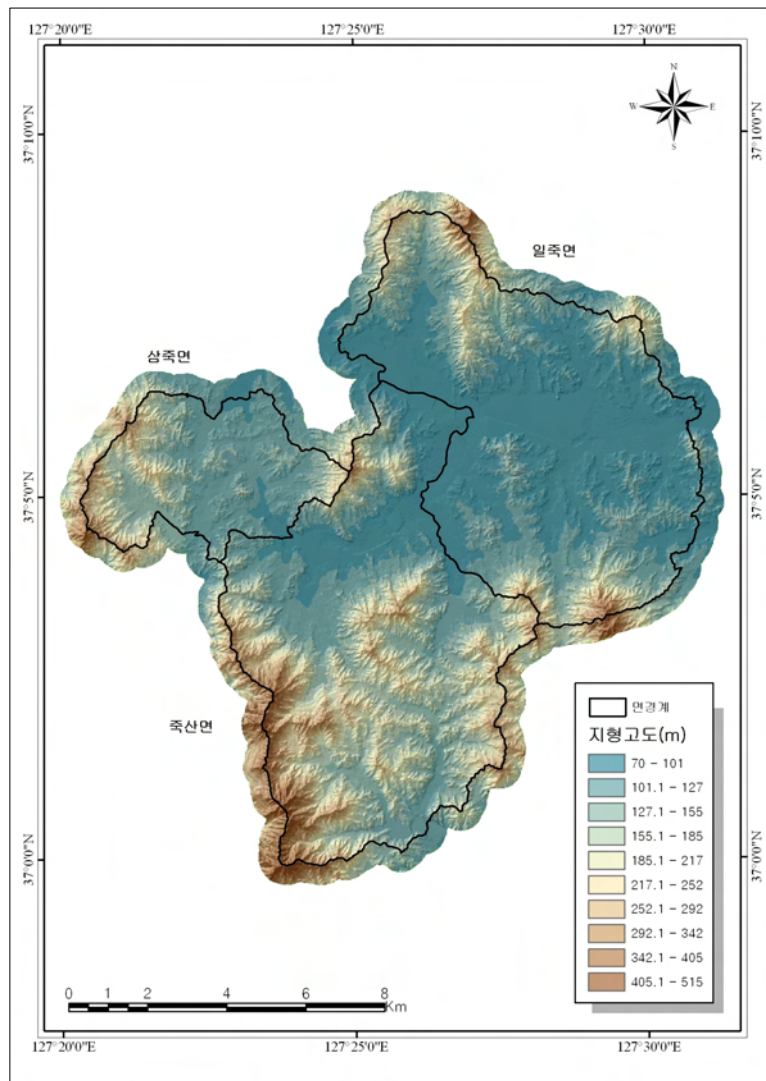 127°20'0"E 127°25'0"E 127°30'0"E
N
W E
S
37°10'0"N 37°10'0"N
일죽면
삼죽면
37°5'0"N 37°5'0"N
죽산면
면경계
지형고도(m)
70 - 101
101.1 - 127
127.1 - 155
155.1 - 185
185.1 - 217
217.1 - 252
252.1 - 292
292.1 - 342
342.1 - 405
405.1 - 515
37°0'0"N 37°0'0"N
0 1 2 4 6 8
Km
127°20'0"E 127°25'0"E 127°30'0"E